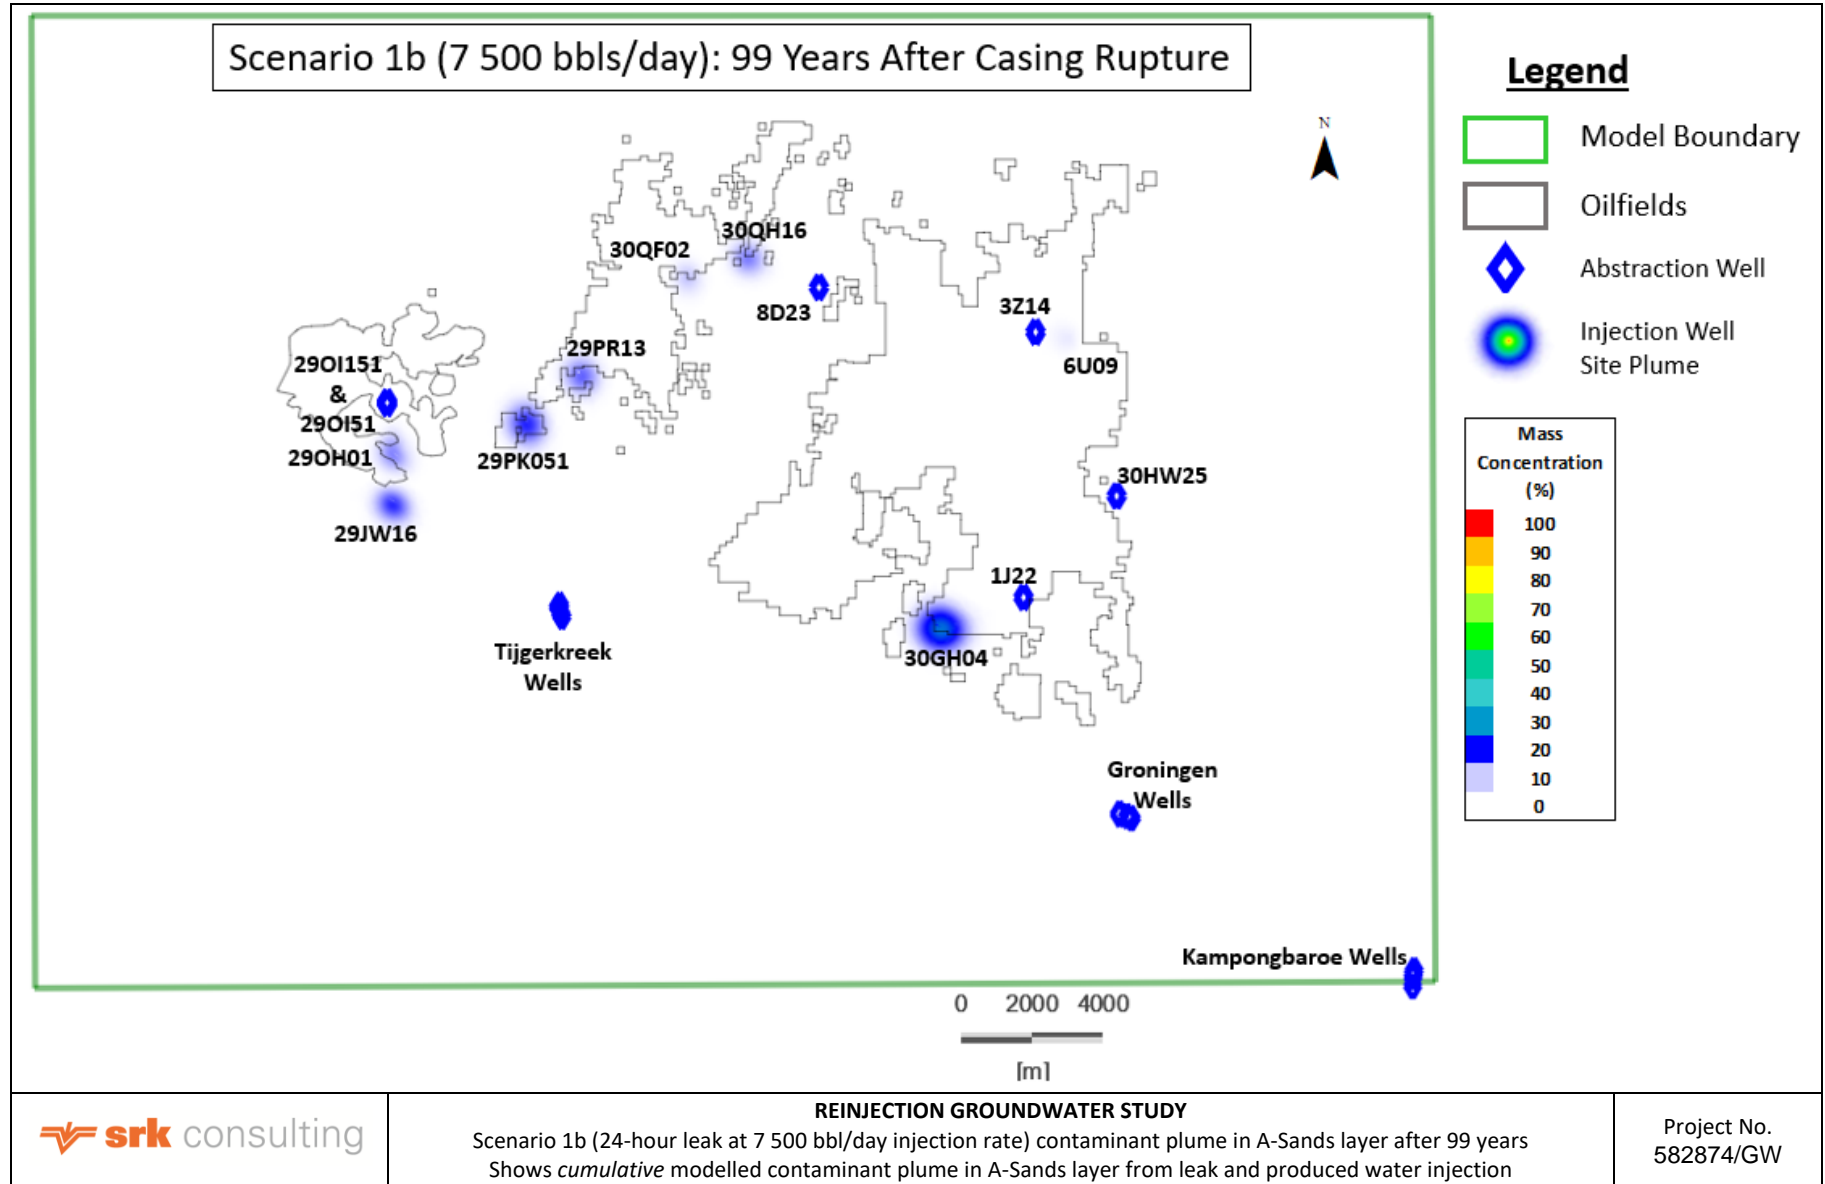 Scenario 1b (7 500 bbls/day): 99 Years After Casing Rupture
Legend
Model Boundary
Oilfields
Abstraction Well
Injection Well
Site Plume
Mass
Concentration
(%)
100
90
80
70
60
50
40
30
20
10
0
N
30QH16
30QF02
8D23
3Z14
6U09
29PR13
29OI151
&
29OI51
29OH01
29PK051
29JW16
30HW25
1J22
30GH04
Tijgerkreek
Wells
Groningen
Wells
Kampongbaroe Wells
0 2000 4000
[m]
srk consulting
REINJECTION GROUNDWATER STUDY
Scenario 1b (24-hour leak at 7 500 bbl/day injection rate) contaminant plume in A-Sands layer after 99 years
Shows cumulative modelled contaminant plume in A-Sands layer from leak and produced water injection
Project No.
582874/GW